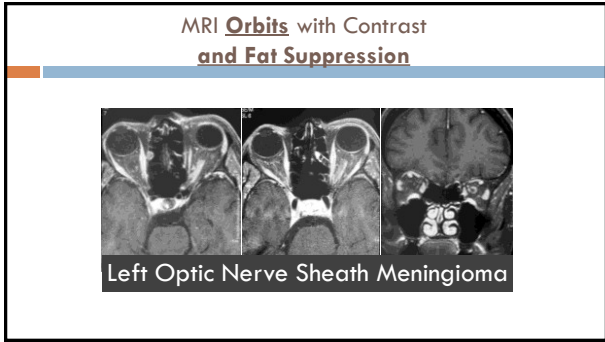 MRI Orbits with Contrast
and Fat Suppression
Left Optic Nerve Sheath Meningioma